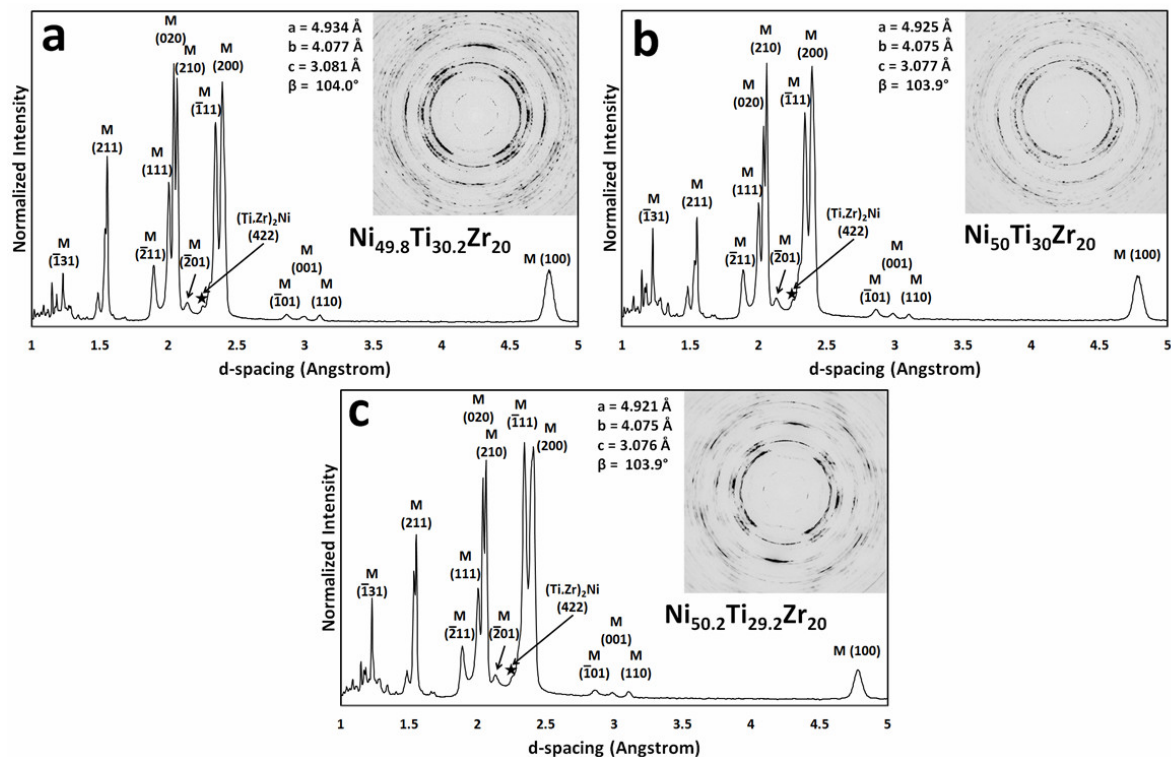 a
M
(020)
M
(210)
M
(200)
M
(1̅11)
M
(211)
M
(111)
M
(2̅11)
M
(2̅01)
M
(1̅31)
(Ti.Zr)₂Ni
(422)
M
(001)
M
(1̅01)
M
(110)
M (100)
a = 4.934 Å
b = 4.077 Å
c = 3.081 Å
β = 104.0°
Ni₄₉.₈Ti₃₀.₂Zr₂₀
Normalized Intensity
1 1.5 2 2.5 3 3.5 4 4.5 5
d-spacing (Angstrom)
b
M
(210)
M
(200)
M
(020)
M
(1̅11)
M
(111)
M
(211)
M
(1̅31)
M
(2̅11)
M
(2̅01)
(Ti.Zr)₂Ni
(422)
M
(001)
M
(1̅01)
M
(110)
M (100)
a = 4.925 Å
b = 4.075 Å
c = 3.077 Å
β = 103.9°
Ni₅₀Ti₃₀Zr₂₀
Normalized Intensity
1 1.5 2 2.5 3 3.5 4 4.5 5
d-spacing (Angstrom)
c
M
(020)
M
(210)
M
(1̅11)
M
(200)
M
(211)
M
(111)
M
(1̅31)
M
(2̅11)
M
(2̅01)
(Ti.Zr)₂Ni
(422)
M
(001)
M
(1̅01)
M
(110)
M (100)
a = 4.921 Å
b = 4.075 Å
c = 3.076 Å
β = 103.9°
Ni₅₀.₂Ti₂₉.₂Zr₂₀
Normalized Intensity
1 1.5 2 2.5 3 3.5 4 4.5 5
d-spacing (Angstrom)